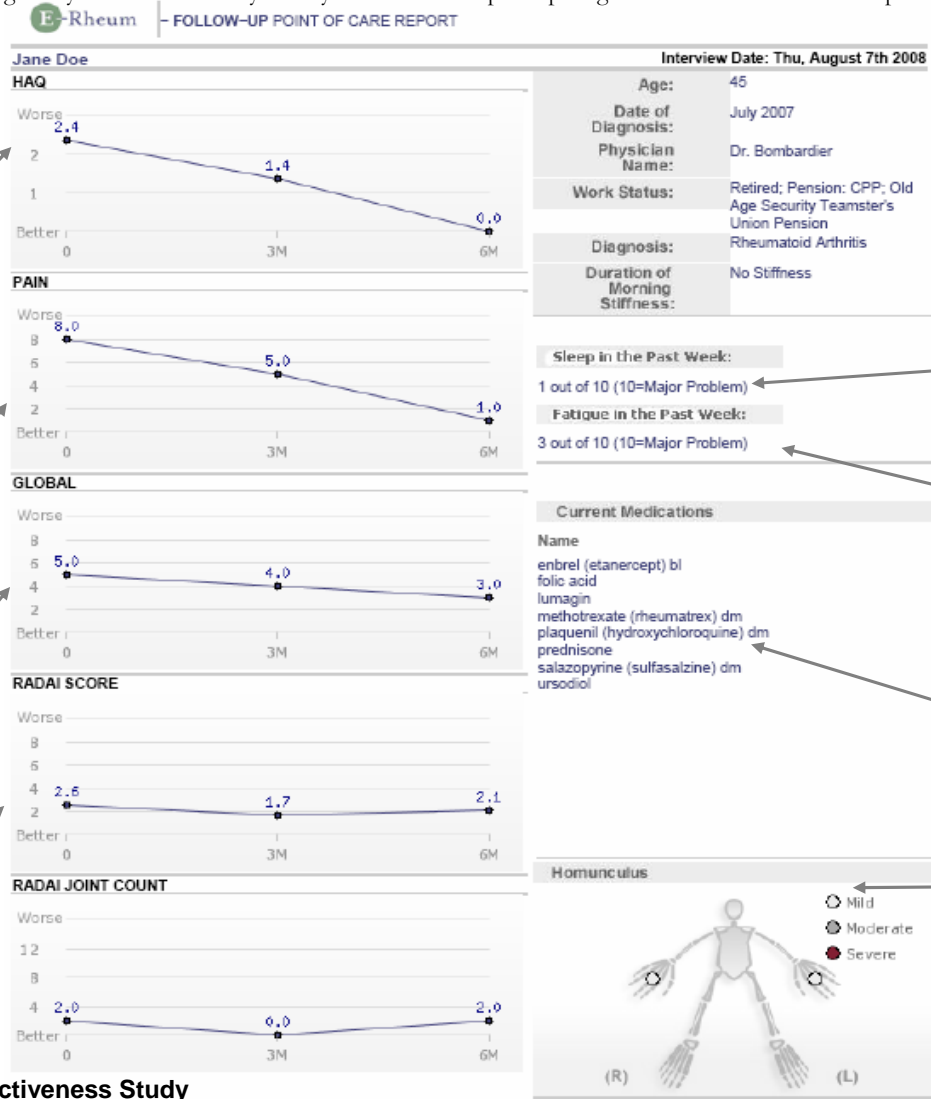 E-Rheum – FOLLOW-UP POINT OF CARE REPORT
Jane Doe
Interview Date: Thu, August 7th 2008
HAQ
Worse
2.4
2
1.4
1
0.0
Better
0 3M 6M
PAIN
Worse
8.0
8
6
5.0
4
2
1.0
Better
0 3M 6M
GLOBAL
Worse
8
6
5.0
4
4.0
3.0
2
Better
0 3M 6M
RADAI SCORE
Worse
8
6
4
2.6
1.7
2.1
2
Better
0 3M 6M
RADAI JOINT COUNT
Worse
12
8
4
2.0
0.0
2.0
Better
0 3M 6M
ctiveness Study
Age: 45
Date of July 2007
Diagnosis:
Physician Dr. Bombardier
Name:
Work Status: Retired; Pension: CPP; Old
Age Security Teamster's
Union Pension
Diagnosis: Rheumatoid Arthritis
Duration of No Stiffness
Morning
Stiffness:
Sleep in the Past Week:
1 out of 10 (10=Major Problem)
Fatigue in the Past Week:
3 out of 10 (10=Major Problem)
Current Medications
Name
enbrel (etanercept) bl
folic acid
lumagin
methotrexate (rheumatrex) dm
plaquenil (hydroxychloroquine) dm
prednisone
salazopyrine (sulfasalzine) dm
ursodiol
Homunculus
Mild
Moderate
Severe
(R) (L)